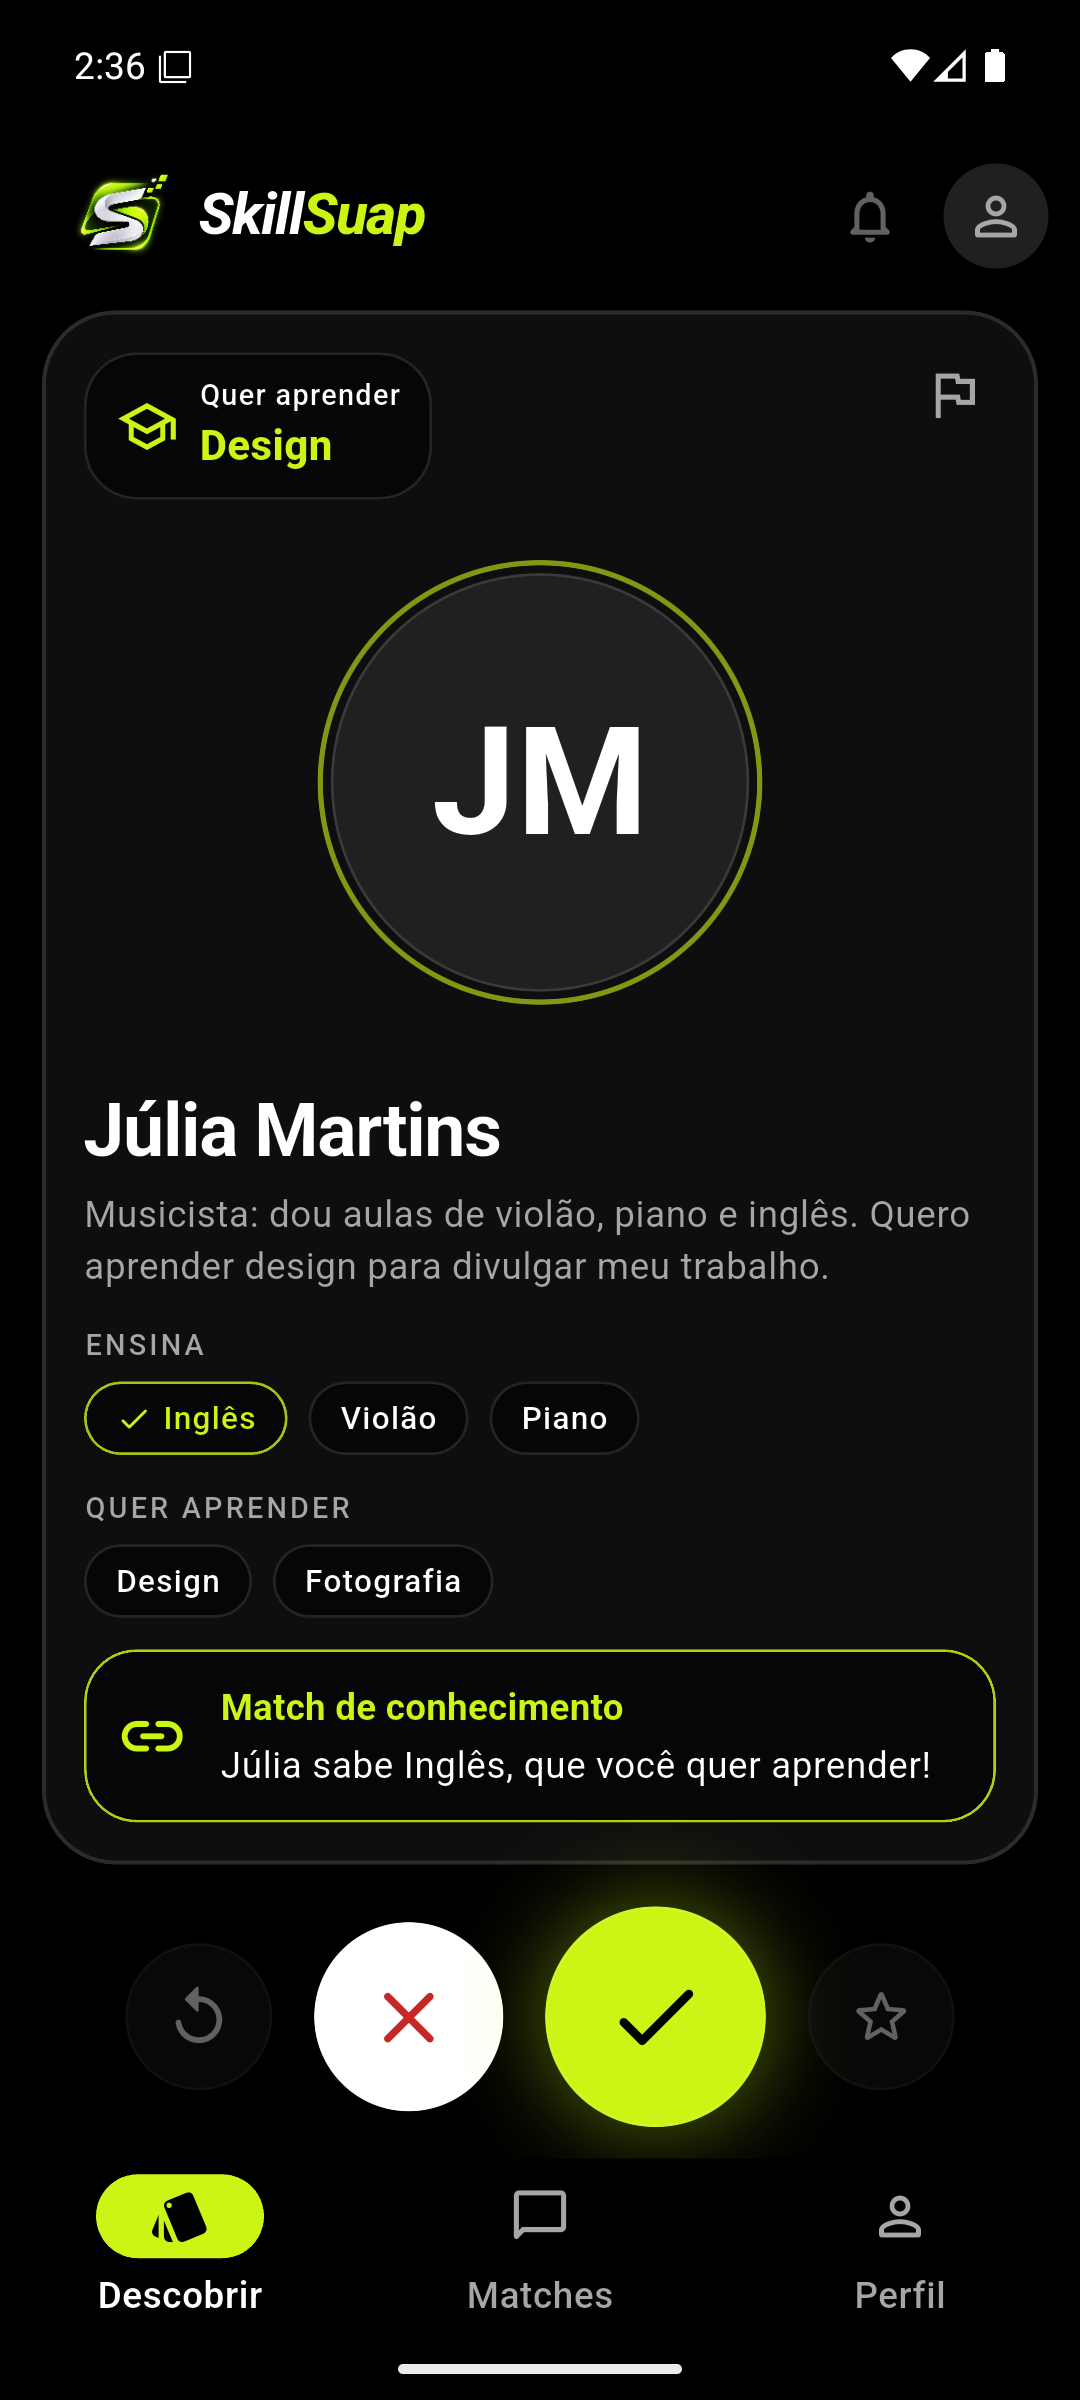 2:36
SkillSuap
Quer aprender
Design
JM
Júlia Martins
Musicista: dou aulas de violão, piano e inglês. Quero
aprender design para divulgar meu trabalho.
ENSINA
Inglês Violão Piano
QUER APRENDER
Design Fotografia
Match de conhecimento
Júlia sabe Inglês, que você quer aprender!
Descobrir Matches Perfil